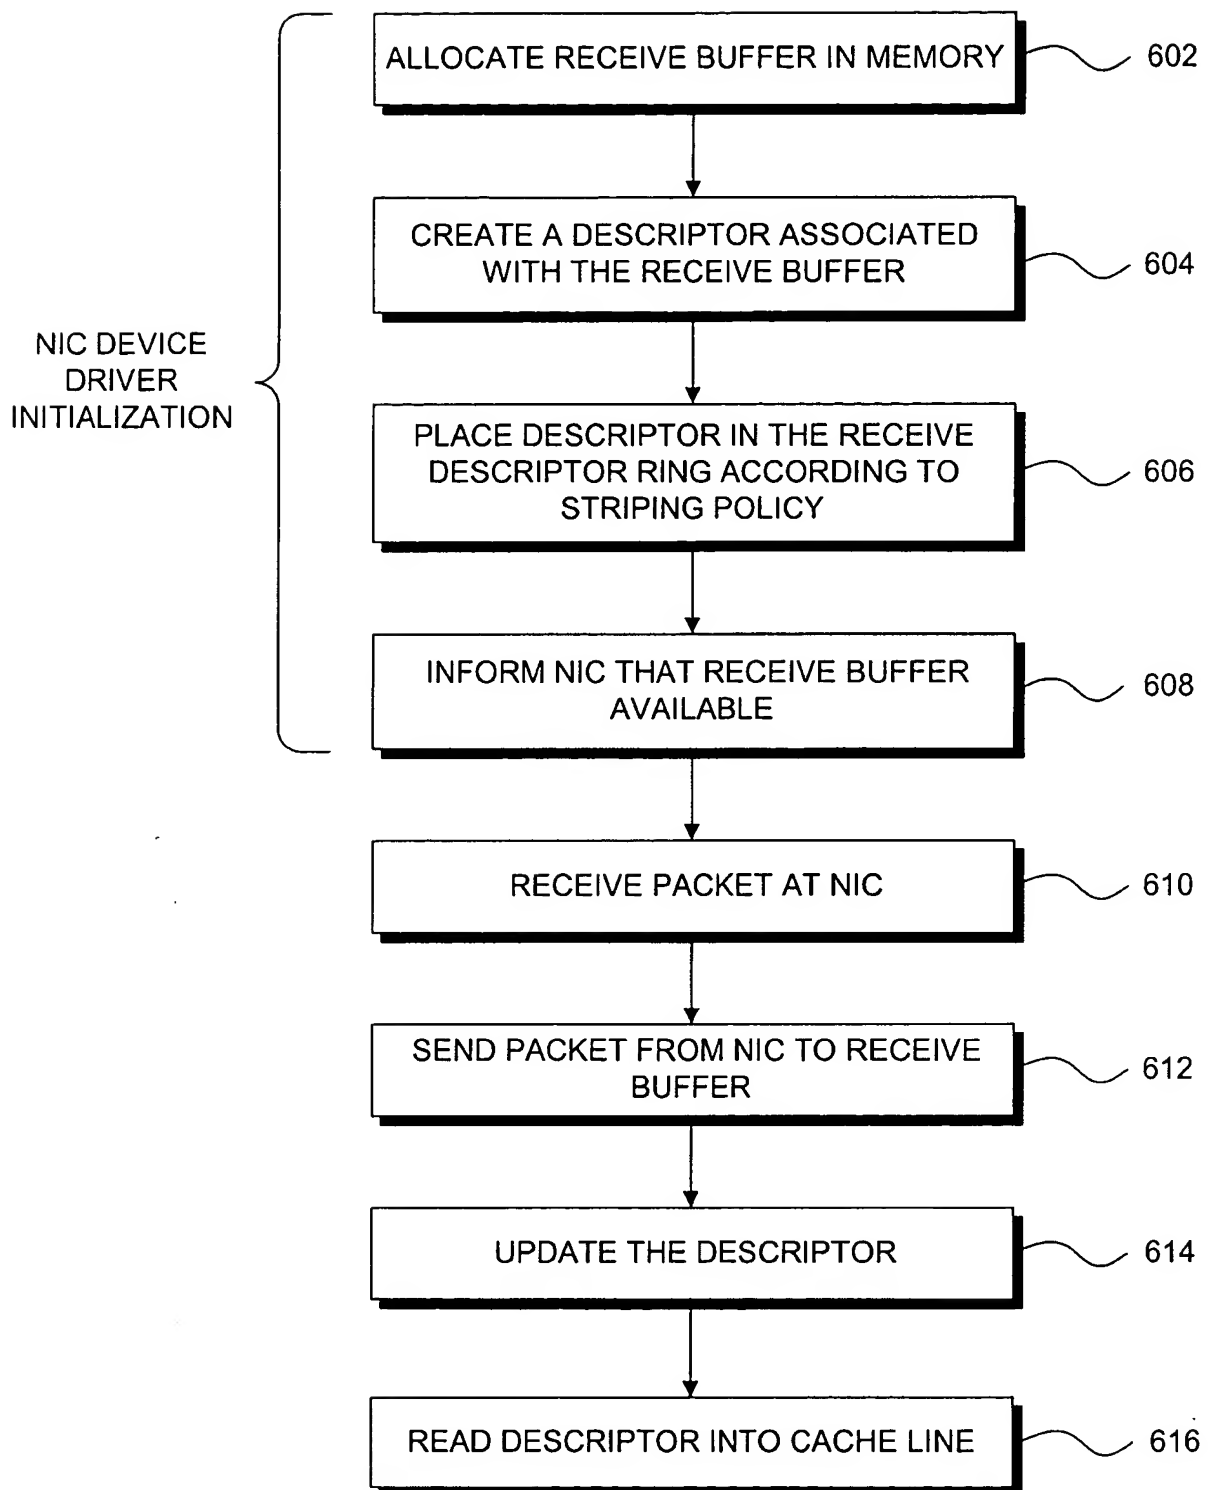 ALLOCATE RECEIVE BUFFER IN MEMORY
602
CREATE A DESCRIPTOR ASSOCIATED
WITH THE RECEIVE BUFFER
604
NIC DEVICE
DRIVER
INITIALIZATION
PLACE DESCRIPTOR IN THE RECEIVE
DESCRIPTOR RING ACCORDING TO
STRIPING POLICY
606
INFORM NIC THAT RECEIVE BUFFER
AVAILABLE
608
RECEIVE PACKET AT NIC
610
SEND PACKET FROM NIC TO RECEIVE
BUFFER
612
UPDATE THE DESCRIPTOR
614
READ DESCRIPTOR INTO CACHE LINE
616